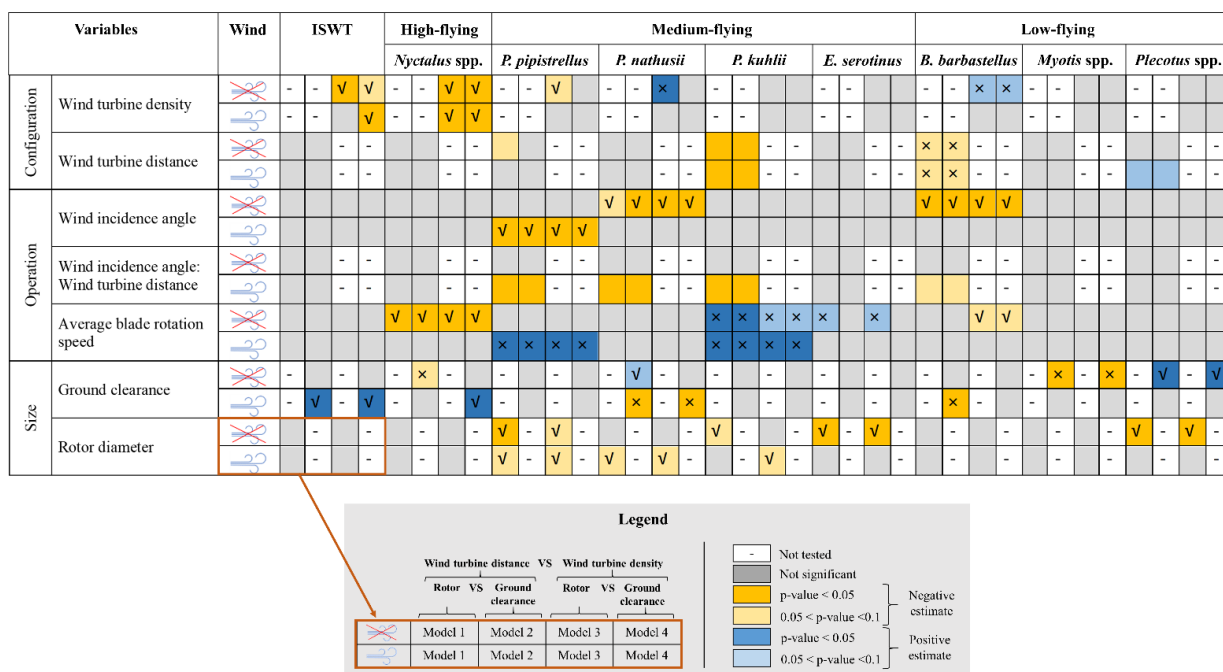 Variables Wind ISWT High-flying Medium-flying Low-flying
Nyctalus spp. P. pipistrellus P. nathusii P. kuhlii E. serotinus B. barbastellus Myotis spp. Plecotus spp.
Configuration
Wind turbine density
- - √ √ - - √ √ - - √ - - × - - - - - - × × - - - -
- - √ - - √ √ - - - - - - - - - - - - - -
Wind turbine distance
- - - - - - - - - - - - × × - - - - - -
- - - - - - - - - - - - × × - - - - - -
Operation
Wind incidence angle
√ √ √ √ √ √ √ √
√ √ √ √
Wind incidence angle:
Wind turbine distance
- - - - - - - - - - - - - - - - - -
- - - - - - - - - - - - - - - - - -
Average blade rotation
speed
√ √ √ √ × × × × × × √ √
× × × × × × × ×
Size
Ground clearance
- - - × - - - - √ - - - - - - - - × - × - √ - √
- √ - √ - - √ - - - × - × - - - - - × - - - - -
Rotor diameter
- - - - √ - √ - - - √ - - √ - √ - - - - - √ - √ -
- - - - √ - √ - √ - √ - - √ - - - - - - - - -
Legend
Wind turbine distance VS Wind turbine density
Rotor VS Ground clearance Rotor VS Ground clearance
Model 1 Model 2 Model 3 Model 4
Model 1 Model 2 Model 3 Model 4
- Not tested
Not significant
p-value < 0.05
0.05 < p-value <0.1
Negative estimate
p-value < 0.05
0.05 < p-value <0.1
Positive estimate